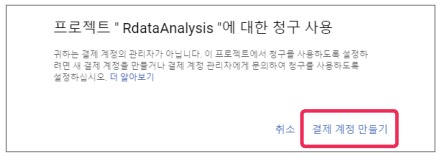 프로젝트 " RdataAnalysis "에 대한 청구 사용
귀하는 결제 계정의 관리자가 아닙니다. 이 프로젝트에서 청구를 사용하도록 설정하
려면 새 결제 계정을 만들거나 결제 계정 관리자에게 문의하여 청구를 사용하도록
설정하십시오. 더 알아보기
취소 결제 계정 만들기